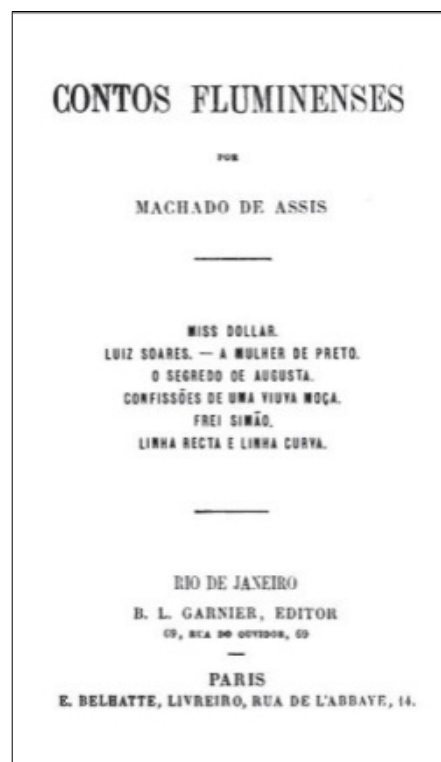 CONTOS FLUMINENSES
POR
MACHADO DE ASSIS
MISS DOLLAR.
LUIZ SOARES. — A MULHER DE PRETO.
O SEGREDO DE AUGUSTA.
CONFISSÕES DE UMA VIUVA MOÇA.
FREI SIMÃO.
LINHA RECTA E LINHA CURVA.
RIO DE JANEIRO
B. L. GARNIER, EDITOR
69, RUA DO OUVIDOR, 69
PARIS
E. BELHATTE, LIVREIRO, RUA DE L'ABBAYE, 14.